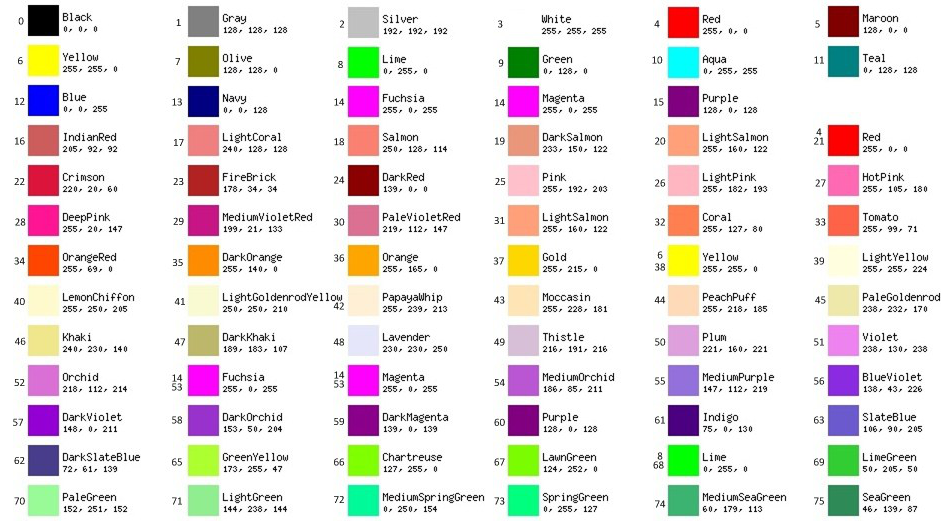 0 Black 1 Gray 2 Silver 3 White 4 Red 5 Maroon
0, 0, 0 128, 128, 128 192, 192, 192 255, 255, 255 255, 0, 0 128, 0, 0
6 Yellow 7 Olive 8 Lime 9 Green 10 Aqua 11 Teal
255, 255, 0 128, 128, 0 0, 255, 0 0, 128, 0 0, 255, 255 0, 128, 128
12 Blue 13 Navy 14 Fuchsia 14 Magenta 15 Purple
0, 0, 255 0, 0, 128 255, 0, 255 255, 0, 255 128, 0, 128
16 IndianRed 17 LightCoral 18 Salmon 19 DarkSalmon 20 LightSalmon 4 21 Red
205, 92, 92 240, 128, 128 250, 128, 114 233, 150, 122 255, 160, 122 255, 0, 0
22 Crimson 23 FireBrick 24 DarkRed 25 Pink 26 LightPink 27 HotPink
220, 20, 60 178, 34, 34 139, 0, 0 255, 192, 203 255, 182, 193 255, 105, 180
28 DeepPink 29 MediumVioletRed 30 PaleVioletRed 31 LightSalmon 32 Coral 33 Tomato
255, 20, 147 199, 21, 133 219, 112, 147 255, 160, 122 255, 127, 80 255, 99, 71
34 OrangeRed 35 DarkOrange 36 Orange 37 Gold 6 38 Yellow 39 LightYellow
255, 69, 0 255, 140, 0 255, 165, 0 255, 215, 0 255, 255, 0 255, 255, 224
40 LemonChiffon 41 LightGoldenrodYellow 42 PapayaWhip 43 Moccasin 44 PeachPuff 45 PaleGoldenrod
255, 250, 205 250, 250, 210 255, 239, 213 255, 228, 181 255, 218, 185 238, 232, 170
46 Khaki 47 DarkKhaki 48 Lavender 49 Thistle 50 Plum 51 Violet
240, 230, 140 189, 183, 107 230, 230, 250 216, 191, 216 221, 160, 221 238, 130, 238
52 Orchid 14 53 Fuchsia 14 53 Magenta 54 MediumOrchid 55 MediumPurple 56 BlueViolet
218, 112, 214 255, 0, 255 255, 0, 255 186, 85, 211 147, 112, 219 138, 43, 226
57 DarkViolet 58 DarkOrchid 59 DarkMagenta 60 Purple 61 Indigo 63 SlateBlue
148, 0, 211 153, 50, 204 139, 0, 139 128, 0, 128 75, 0, 130 106, 90, 205
62 DarkSlateBlue 65 GreenYellow 66 Chartreuse 67 LawnGreen 8 68 Lime 69 LimeGreen
72, 61, 139 173, 255, 47 127, 255, 0 124, 252, 0 0, 255, 0 50, 205, 50
70 PaleGreen 71 LightGreen 72 MediumSpringGreen 73 SpringGreen 74 MediumSeaGreen 75 SeaGreen
152, 251, 152 144, 238, 144 0, 250, 154 0, 255, 127 60, 179, 113 46, 139, 87